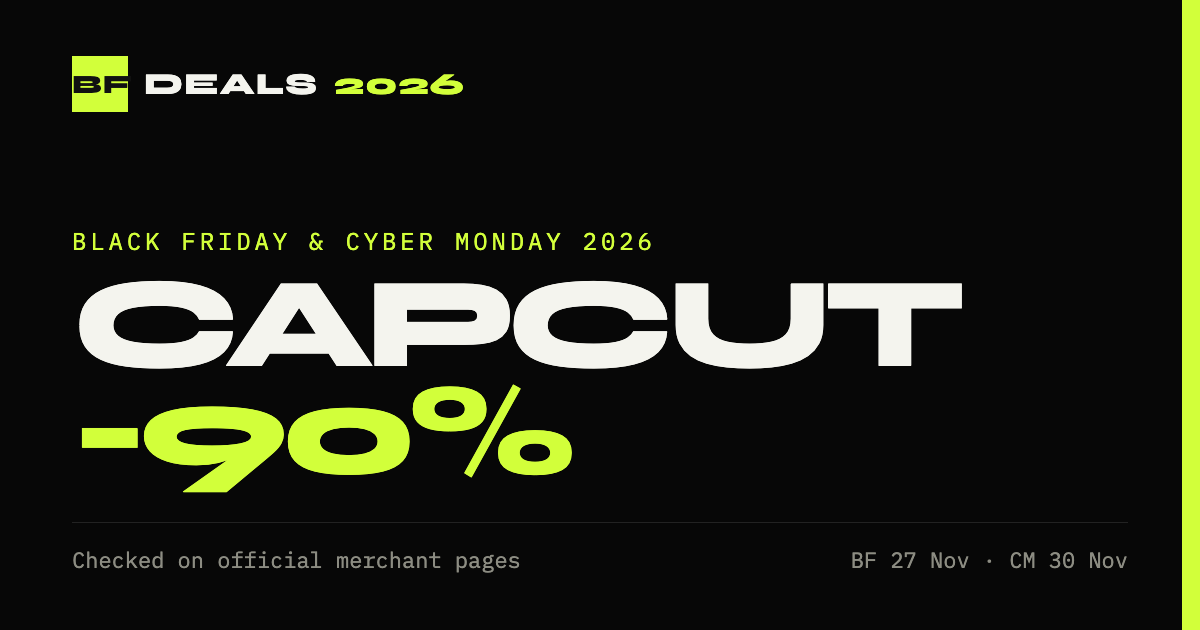 BF DEALS 2026
BLACK FRIDAY & CYBER MONDAY 2026
CAPCUT
-90%
Checked on official merchant pages
BF 27 Nov · CM 30 Nov